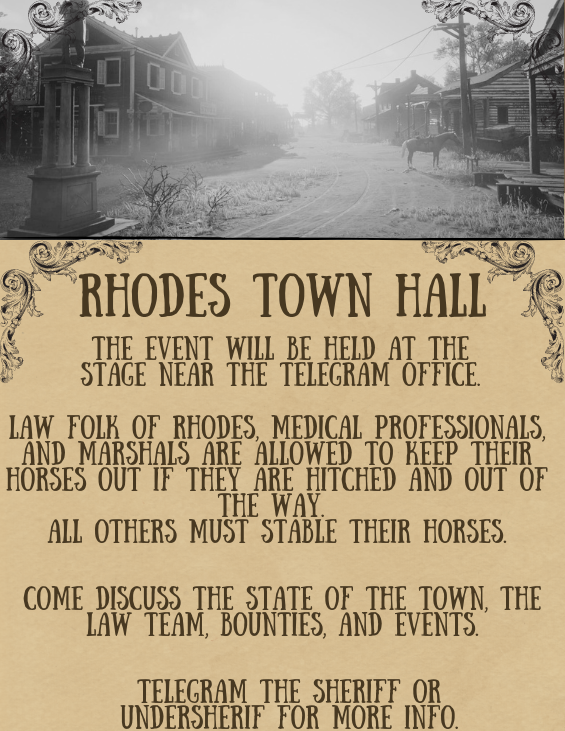 RHODES TOWN HALL
THE EVENT WILL BE HELD AT THE
STAGE NEAR THE TELEGRAM OFFICE.
LAW FOLK OF RHODES, MEDICAL PROFESSIONALS,
AND MARSHALS ARE ALLOWED TO KEEP THEIR
HORSES OUT IF THEY ARE HITCHED AND OUT OF
THE WAY.
ALL OTHERS MUST STABLE THEIR HORSES.
COME DISCUSS THE STATE OF THE TOWN, THE
LAW TEAM, BOUNTIES, AND EVENTS.
TELEGRAM THE SHERIFF OR
UNDERSHERIF FOR MORE INFO.